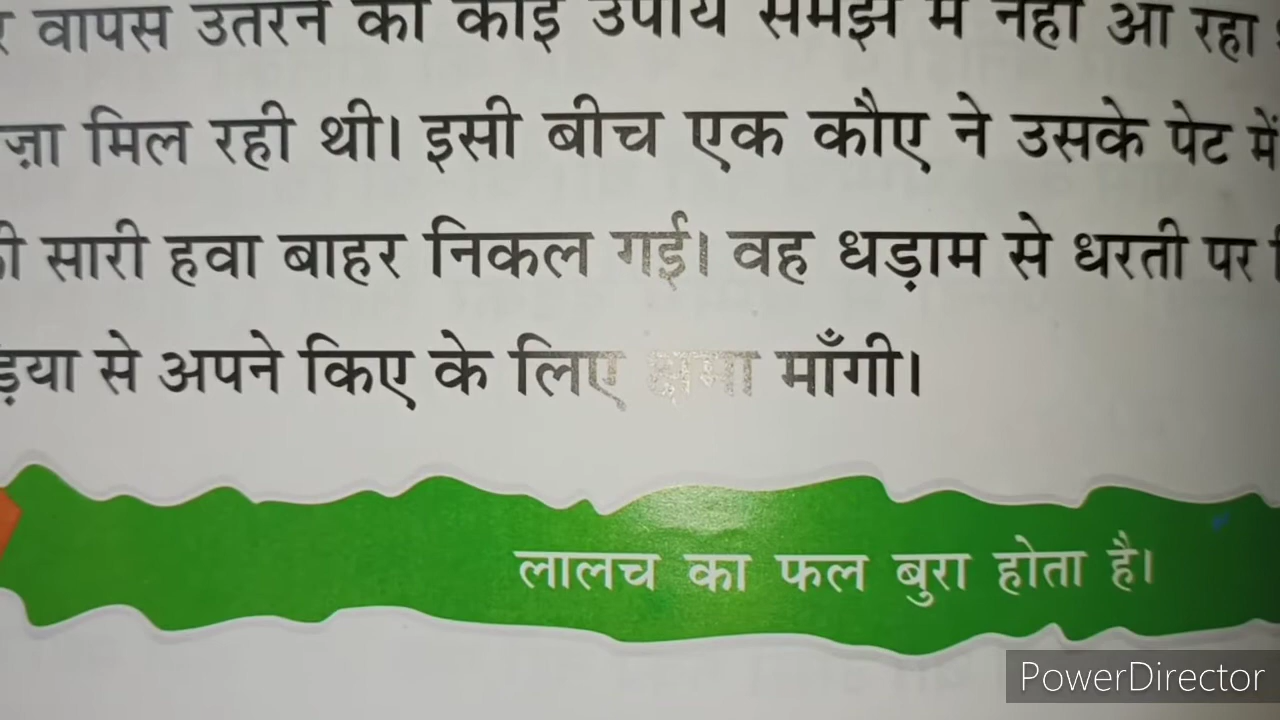 वापस उतरने का कोई उपाय समझ में नहीं आ रहा
मिल रही थी। इसी बीच एक कौए ने उसके पेट में
सारी हवा बाहर निकल गई। वह धड़ाम से धरती पर
से अपने किए के लिए क्षमा माँगी।
लालच का फल बुरा होता है।
PowerDirector